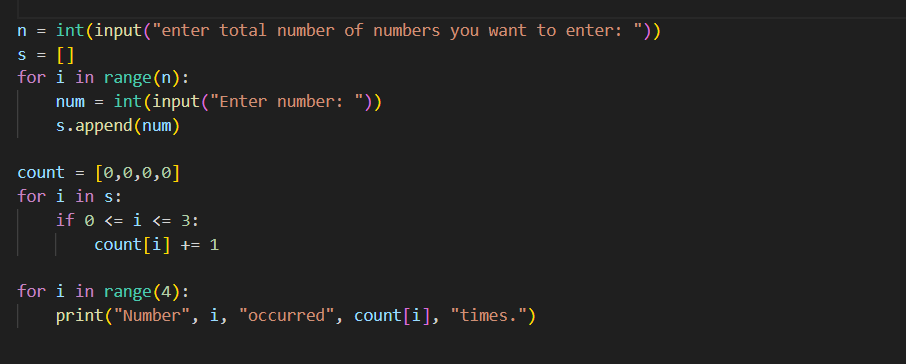 n = int(input("enter total number of numbers you want to enter: "))
s = []
for i in range(n):
    num = int(input("Enter number: "))
    s.append(num)

count = [0,0,0,0]
for i in s:
    if 0 <= i <= 3:
        count[i] += 1

for i in range(4):
    print("Number", i, "occurred", count[i], "times.")